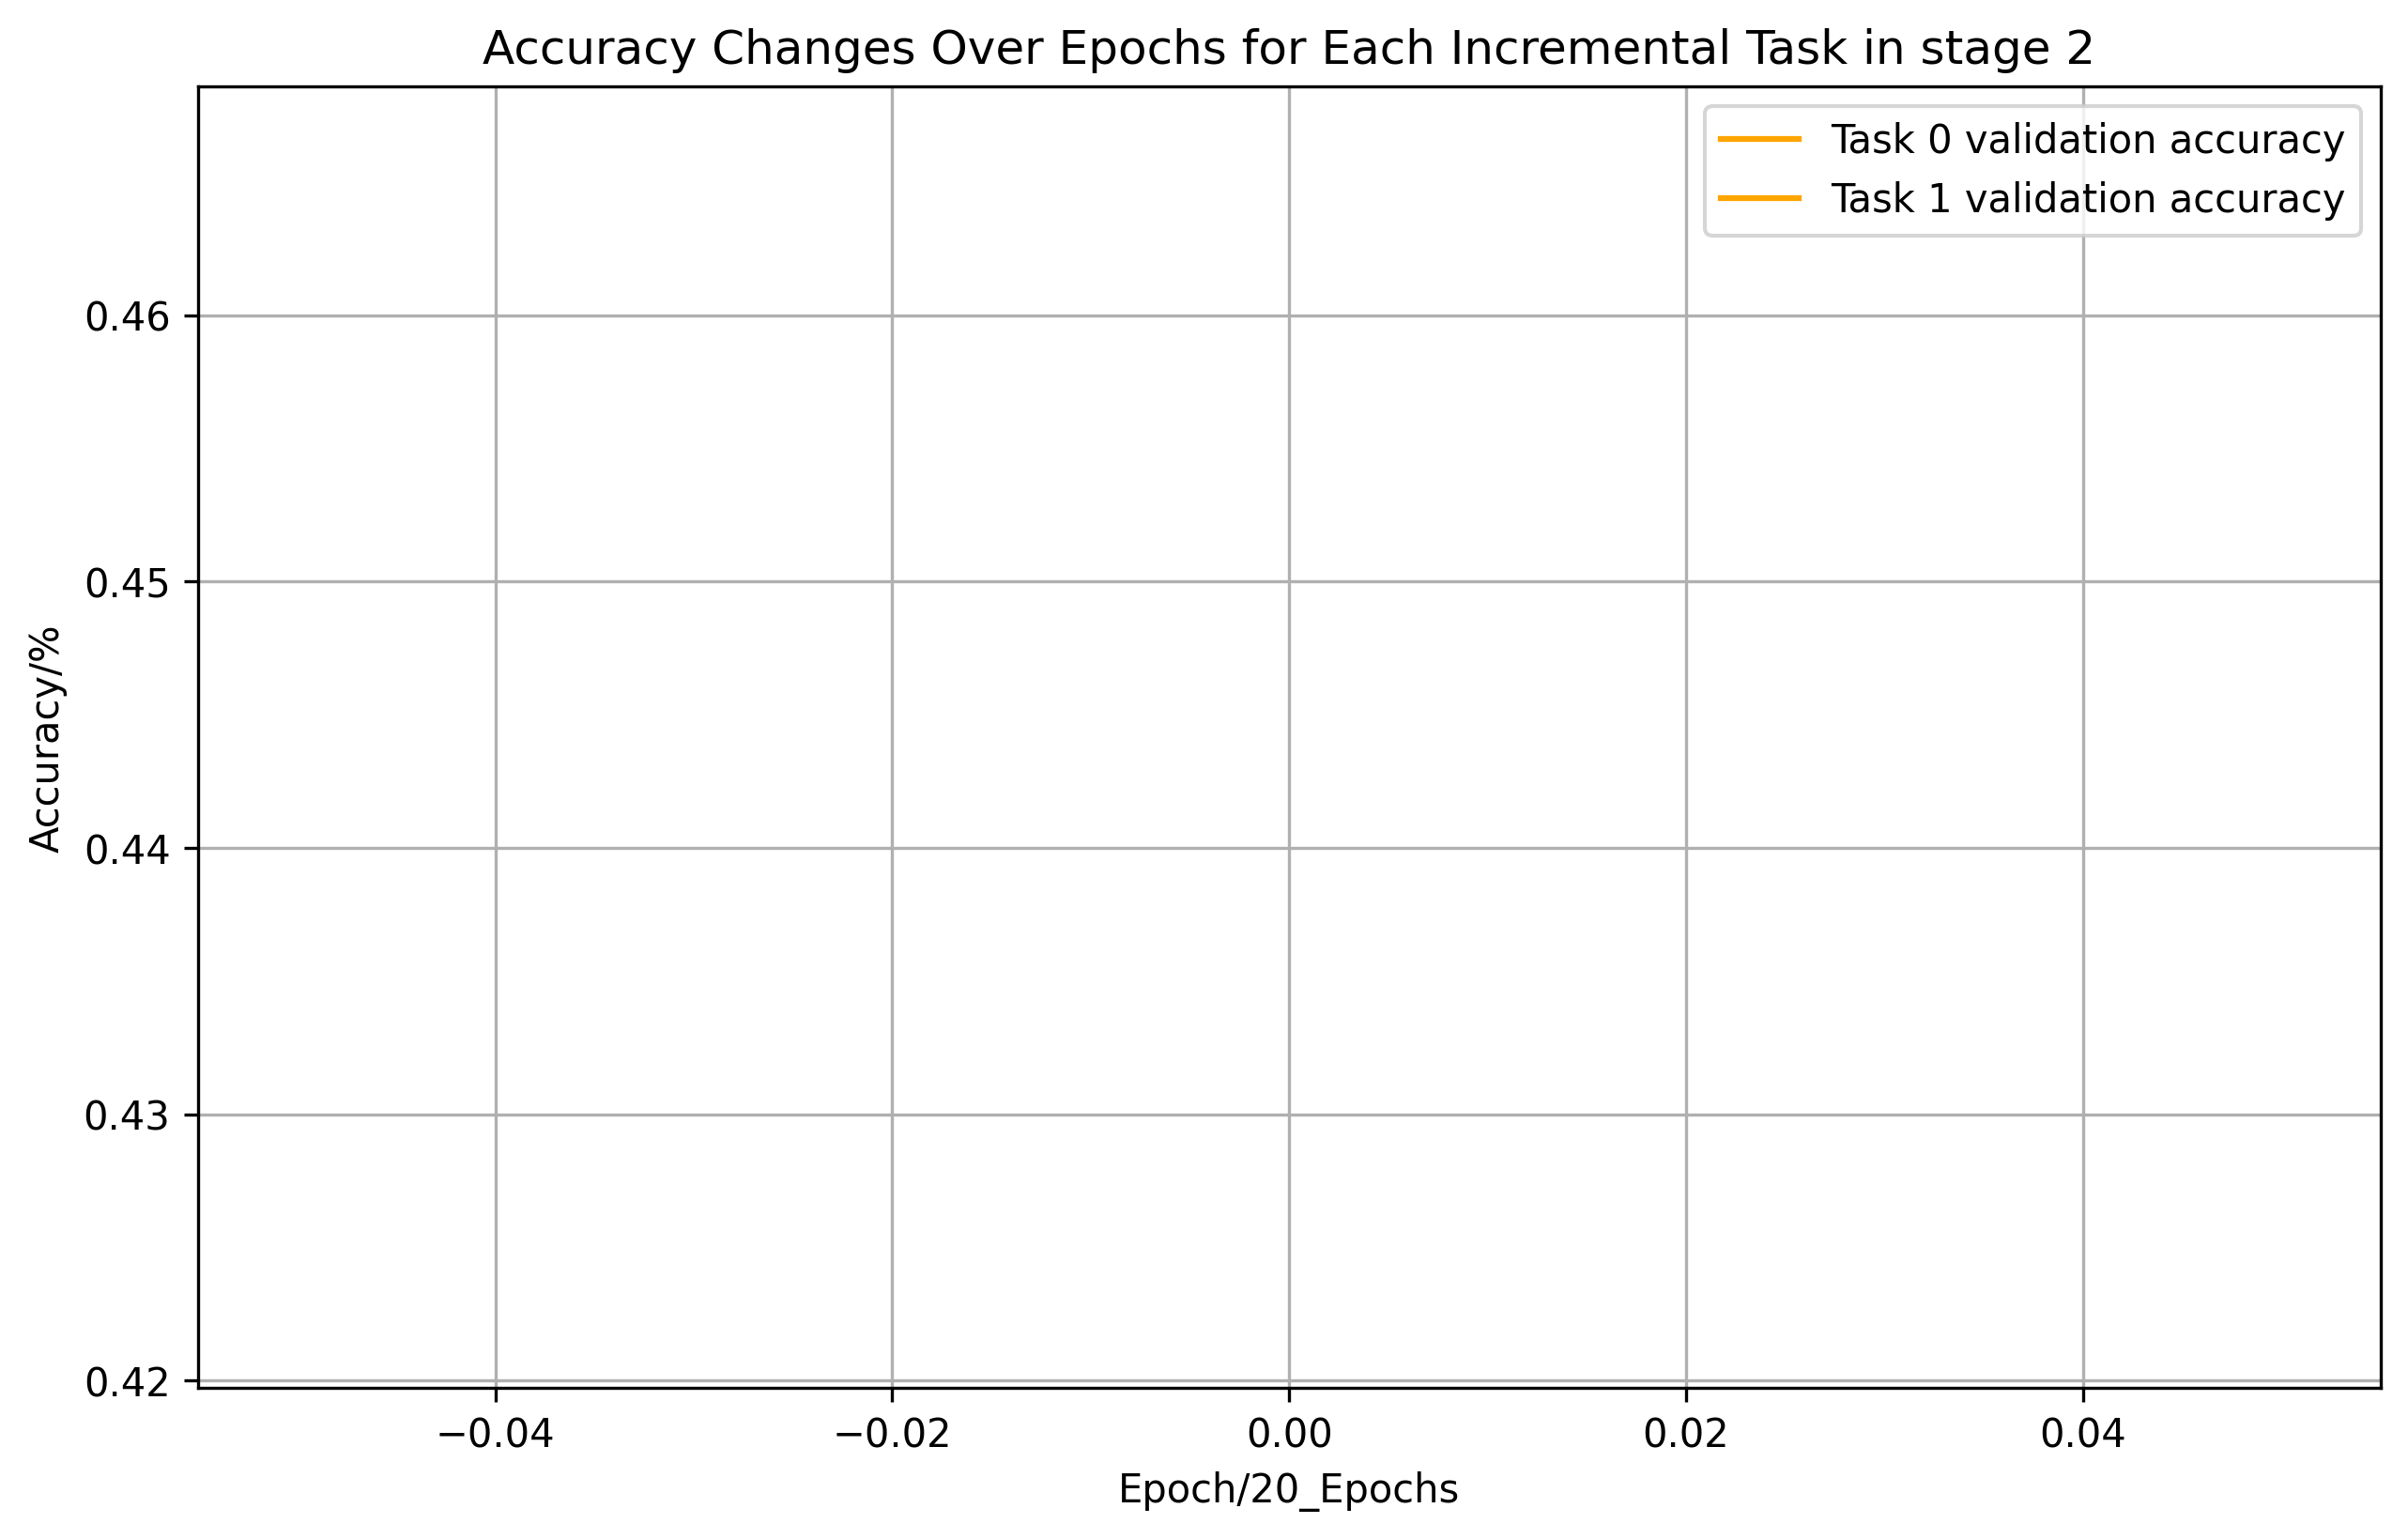 Accuracy Changes Over Epochs for Each Incremental Task in stage 2
Task 0 validation accuracy
Task 1 validation accuracy
0.46
0.45
0.44
0.43
0.42
Accuracy/%
−0.04
−0.02
0.00
0.02
0.04
Epoch/20_Epochs